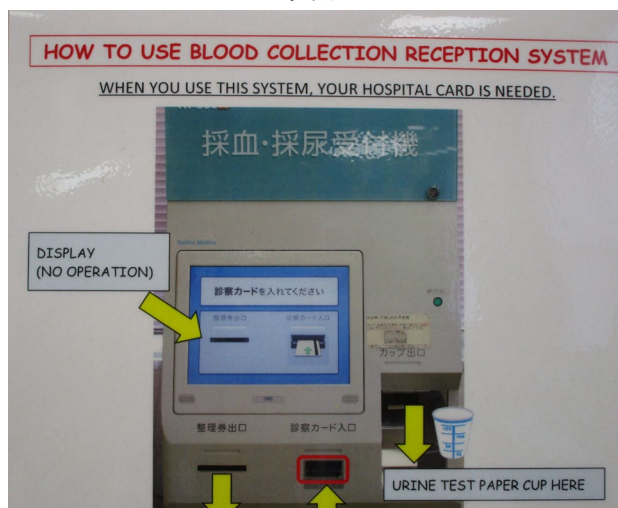 HOW TO USE BLOOD COLLECTION RECEPTION SYSTEM
WHEN YOU USE THIS SYSTEM, YOUR HOSPITAL CARD IS NEEDED.
採血・採尿受付機
DISPLAY
(NO OPERATION)
診察カードを入れてください
整理券出口
診察カード入口
カップ出口
整理券出口
診察カード入口
URINE TEST PAPER CUP HERE